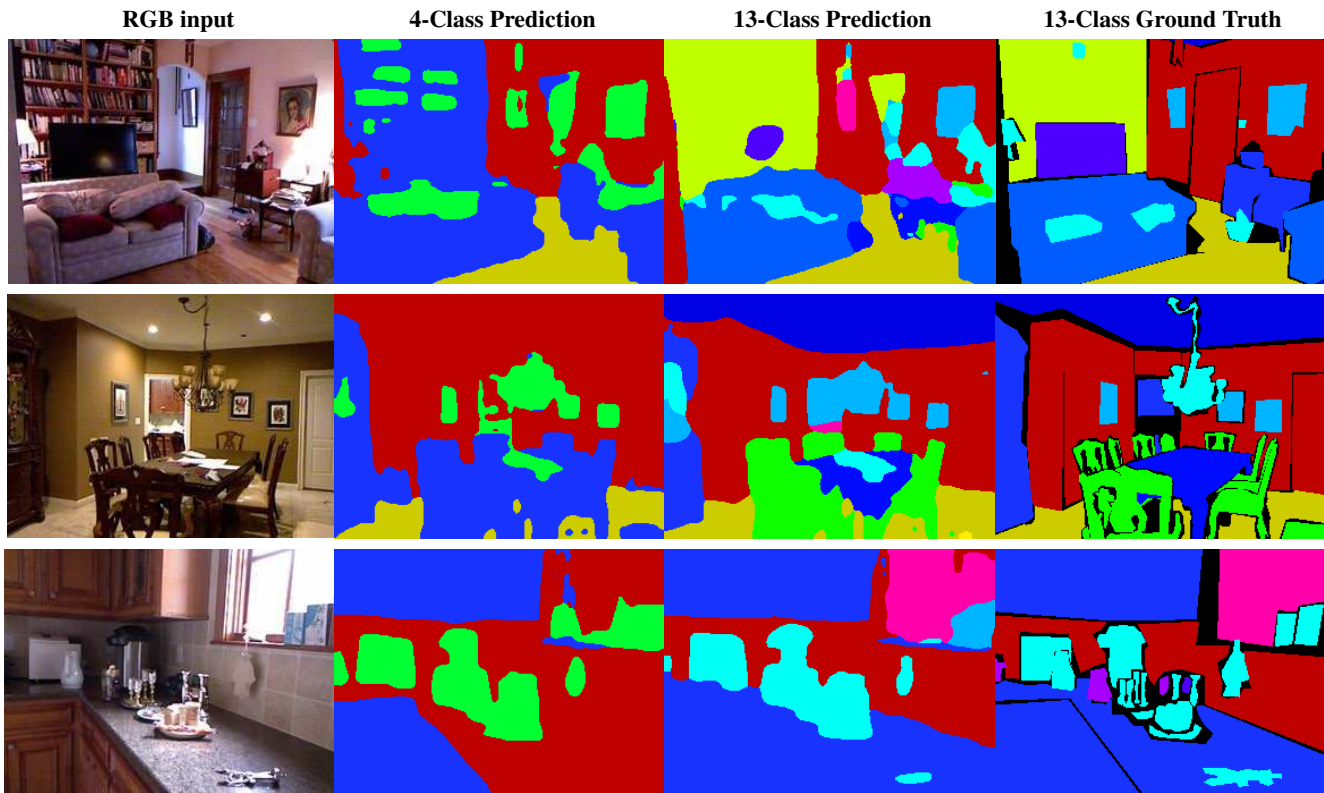 RGB input
4-Class Prediction
13-Class Prediction
13-Class Ground Truth